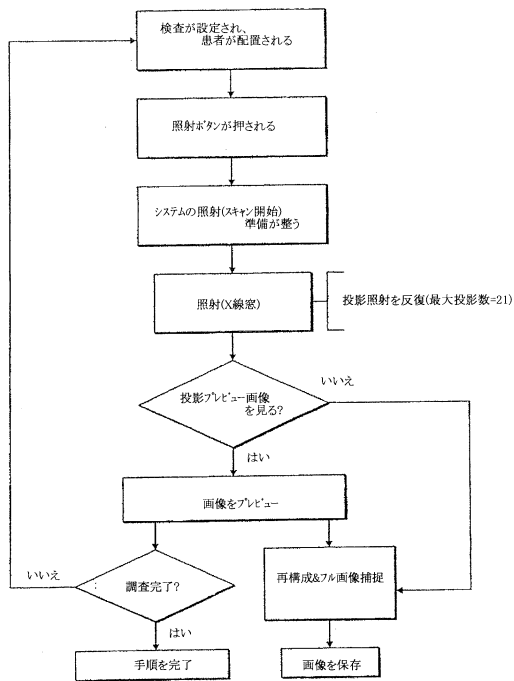 検査が設定され、
患者が配置される
照射ﾎﾞﾀﾝが押される
ｼｽﾃﾑの照射(ｽｷｬﾝ開始)
準備が整う
照射(X線窓)
投影照射を反復(最大投影数=21)
投影ﾌﾟﾚﾋﾞｭｰ画像
を見る?
いいえ
はい
画像をﾌﾟﾚﾋﾞｭｰ
いいえ
調査完了?
再構成&ﾌﾙ画像捕捉
はい
手順を完了
画像を保存